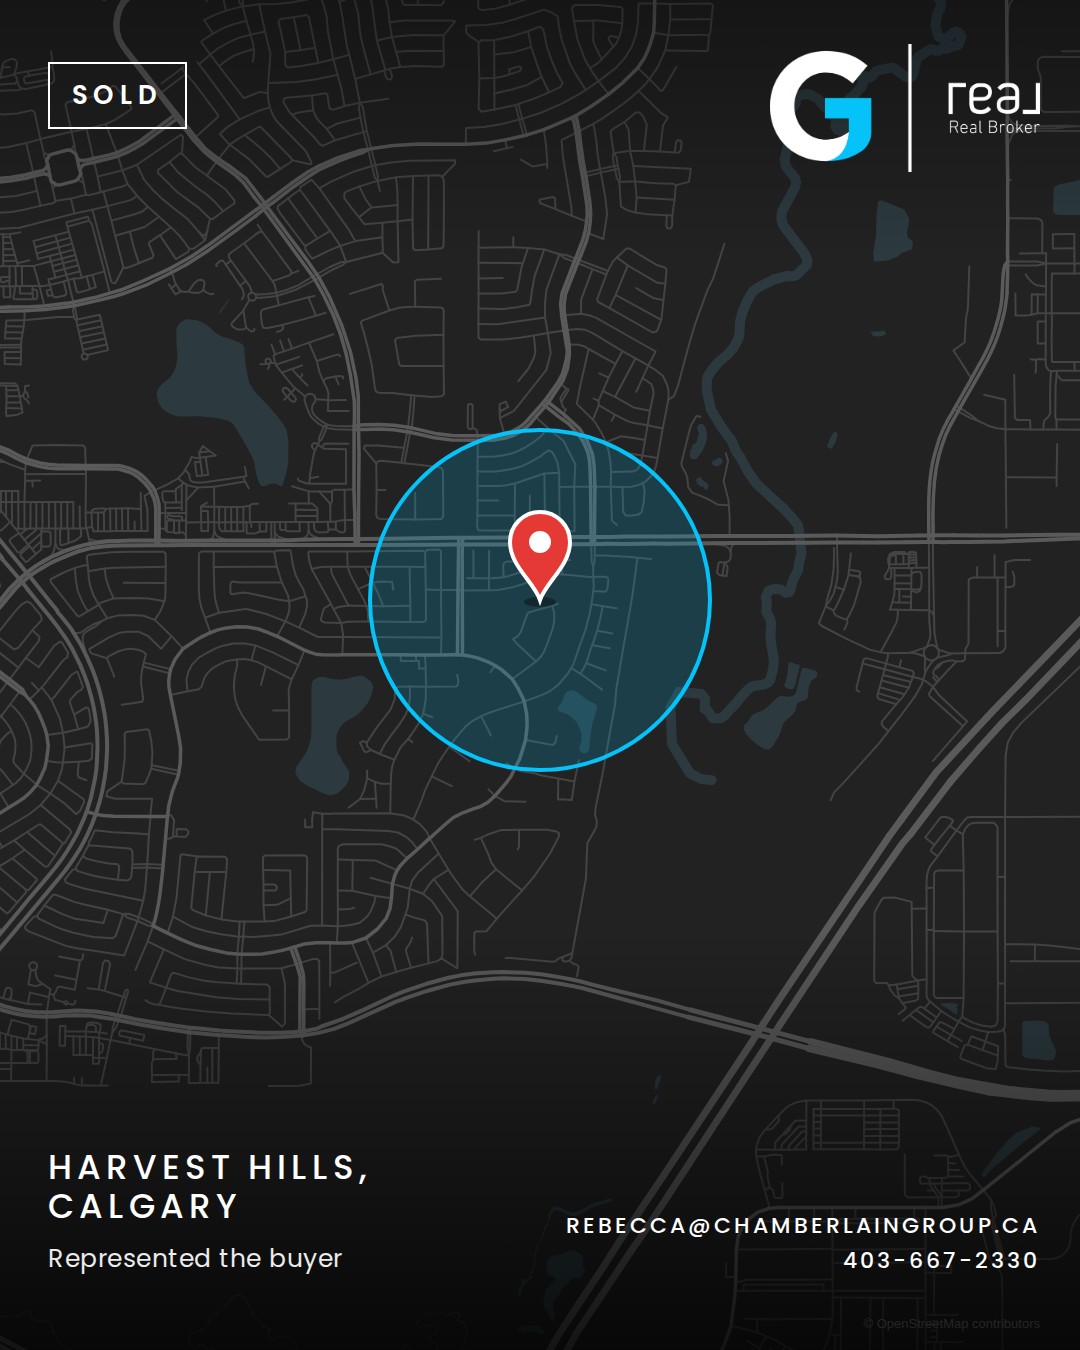 SOLD
real
Real Broker
HARVEST HILLS,
CALGARY
Represented the buyer
REBECCA@CHAMBERLAINGROUP.CA
403-667-2330
© OpenStreetMap contributors